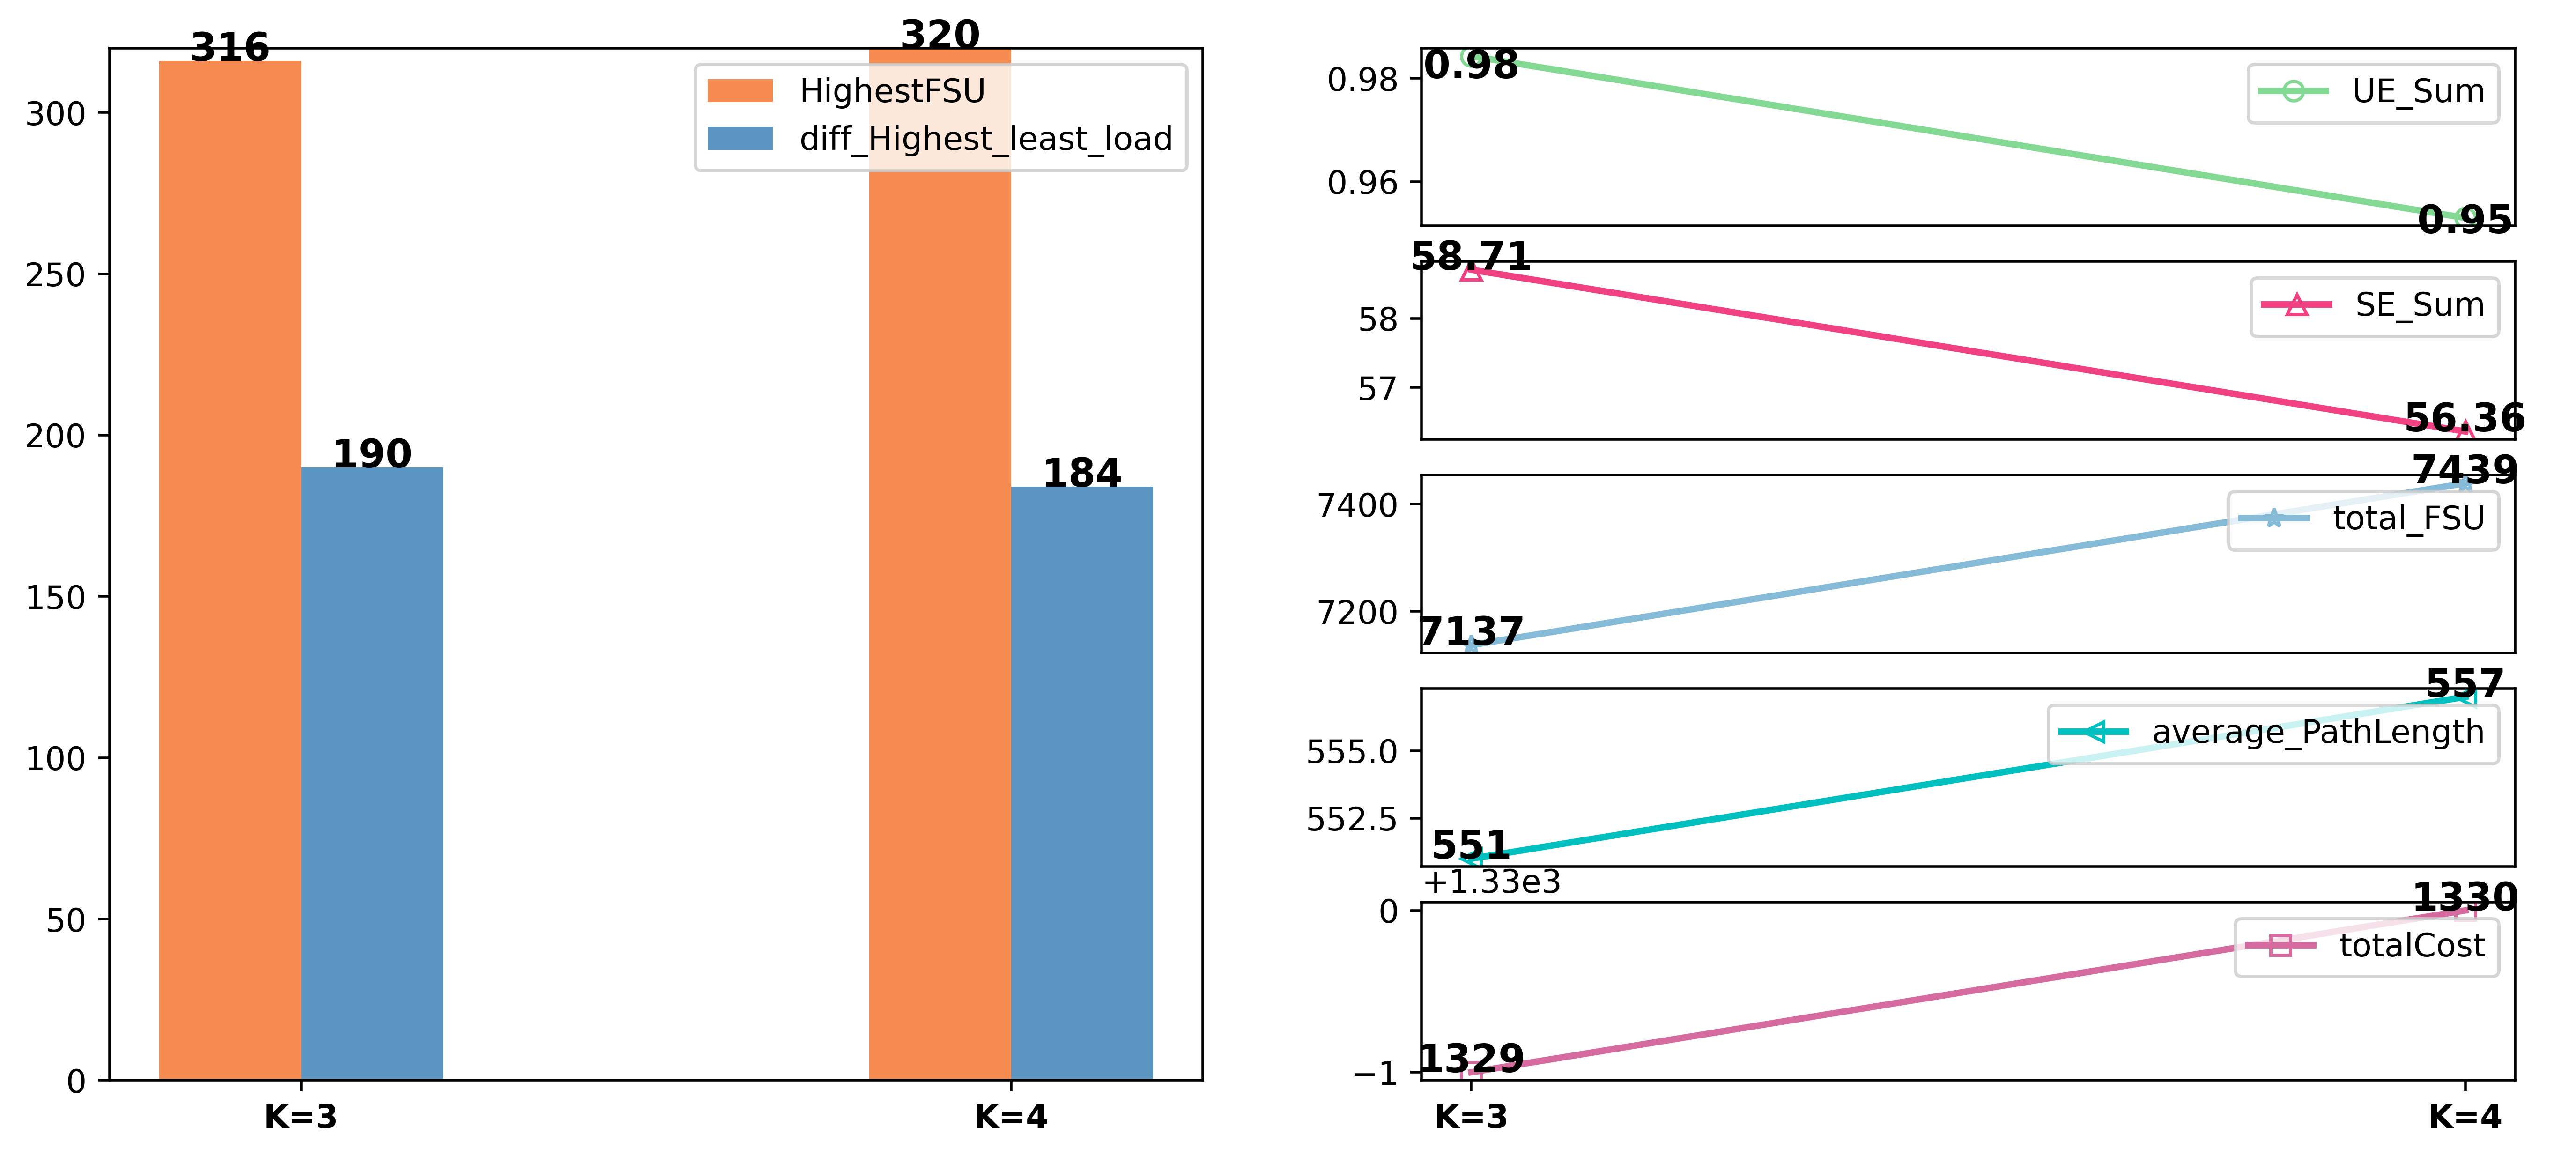 316
320
HighestFSU
diff_Highest_least_load
300
250
200
190
184
150
100
50
0
K=3
K=4
0.98
0.98
UE_Sum
0.96
0.95
58.71
SE_Sum
58
57
56.36
7439
7400
total_FSU
7200
7137
557
average_PathLength
555.0
552.5
551
+1.33e3
1330
0
totalCost
1329
−1
K=3
K=4